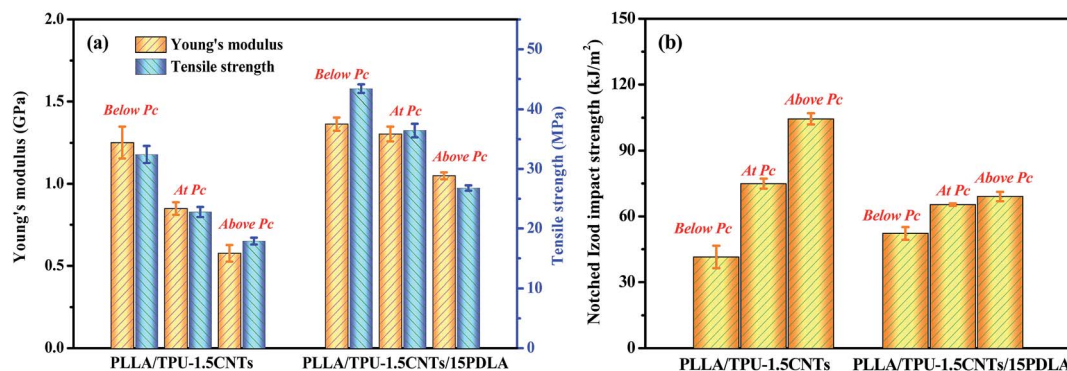 (a)
Young's modulus
Tensile strength
Young's modulus (GPa)
2.0
1.5
1.0
0.5
0.0
Below Pc
At Pc
Above Pc
Below Pc
At Pc
Above Pc
PLLA/TPU-1.5CNTs
PLLA/TPU-1.5CNTs/15PDLA
50
40
30
20
10
0
Tensile strength (MPa)
(b)
Notched Izod impact strength (kJ/m²)
150
120
90
60
30
0
Below Pc
At Pc
Above Pc
Below Pc
At Pc
Above Pc
PLLA/TPU-1.5CNTs
PLLA/TPU-1.5CNTs/15PDLA